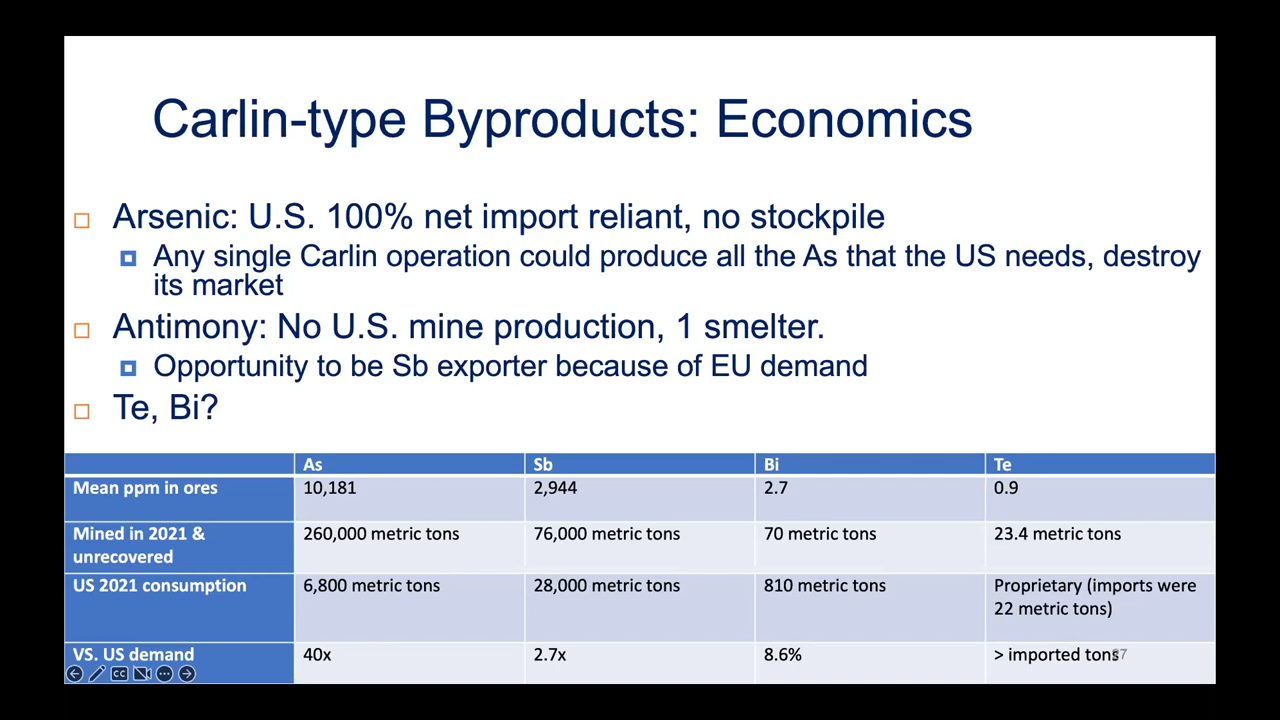 Carlin-type Byproducts: Economics
Arsenic: U.S. 100% net import reliant, no stockpile
Any single Carlin operation could produce all the As that the US needs, destroy
its market
Antimony: No U.S. mine production, 1 smelter.
Opportunity to be Sb exporter because of EU demand
Te, Bi?
As Sb Bi Te
Mean ppm in ores 10,181 2,944 2.7 0.9
Mined in 2021 & 260,000 metric tons 76,000 metric tons 70 metric tons 23.4 metric tons
unrecovered
US 2021 consumption 6,800 metric tons 28,000 metric tons 810 metric tons Proprietary (imports were
22 metric tons)
VS. US demand 40x 2.7x 8.6% > imported tons
CC